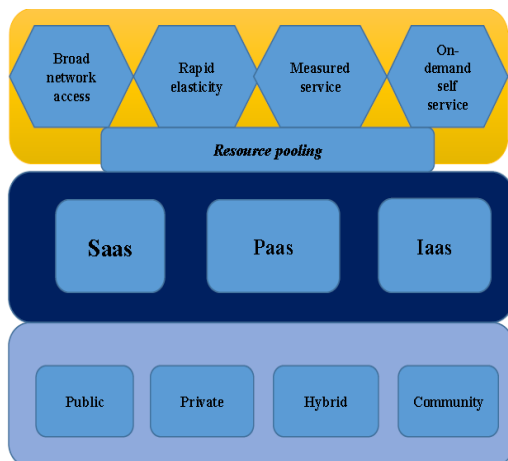 Broad
network
access
Rapid
elasticity
Measured
service
On-
demand
self
service
Resource pooling
Saas
Paas
Iaas
Public
Private
Hybrid
Community